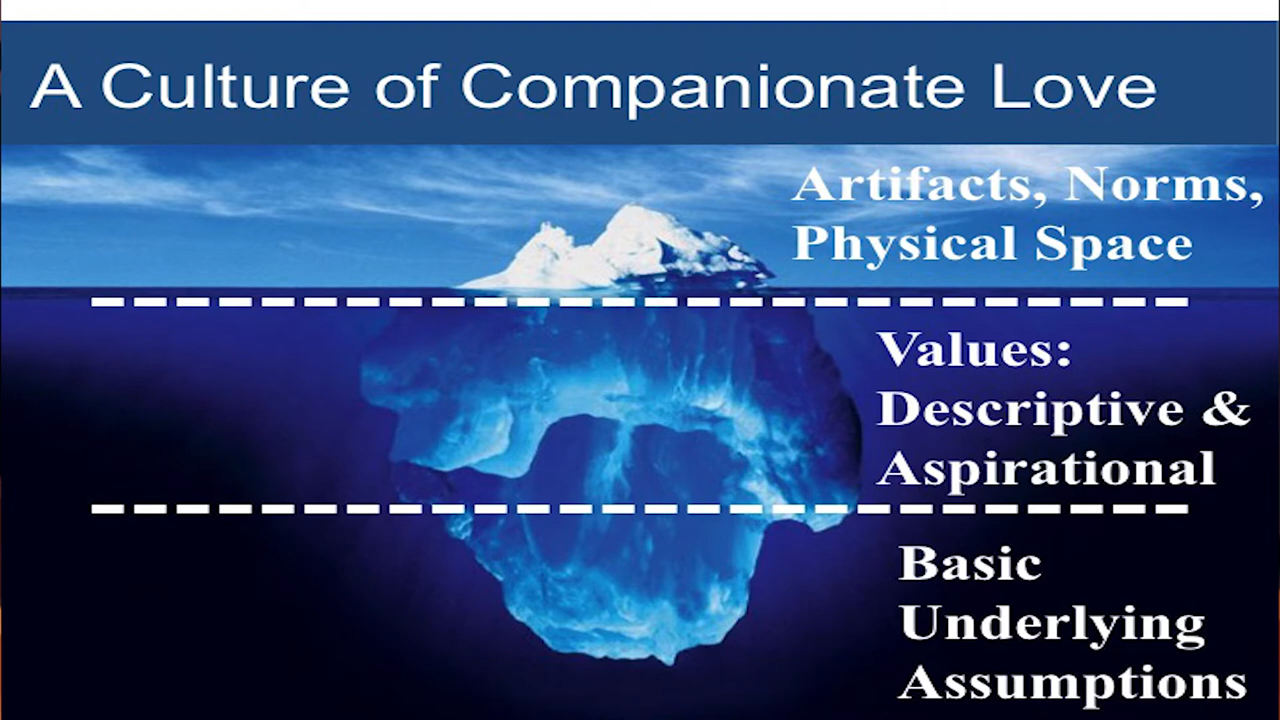 A Culture of Companionate Love
Artifacts, Norms,
Physical Space
Values:
Descriptive &
Aspirational
Basic
Underlying
Assumptions